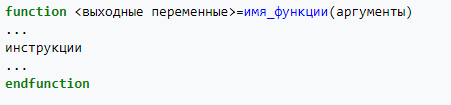 function <выходные переменные>=имя_функции(аргументы)
...
инструкции
...
endfunction